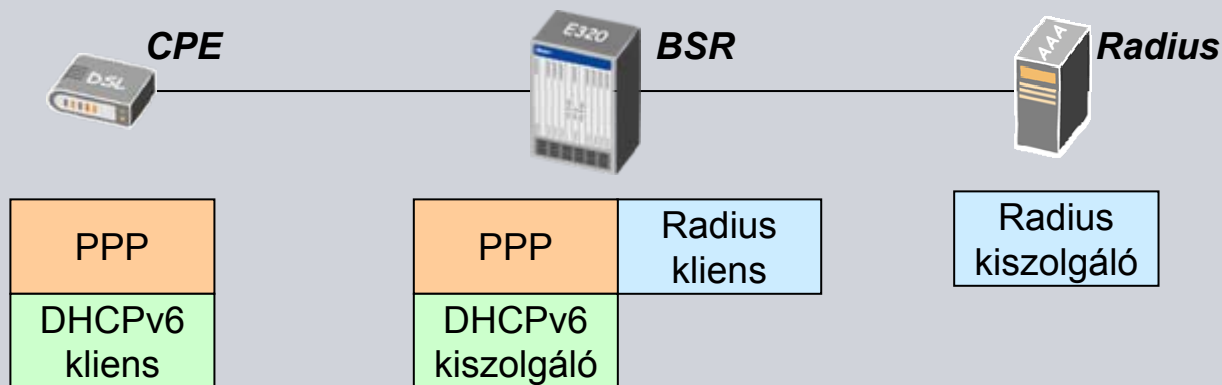 CPE
E320
BSR
AAA
Radius
DSL
PPP
PPP
Radius
kliens
Radius
kiszolgáló
DHCPv6
kliens
DHCPv6
kiszolgáló